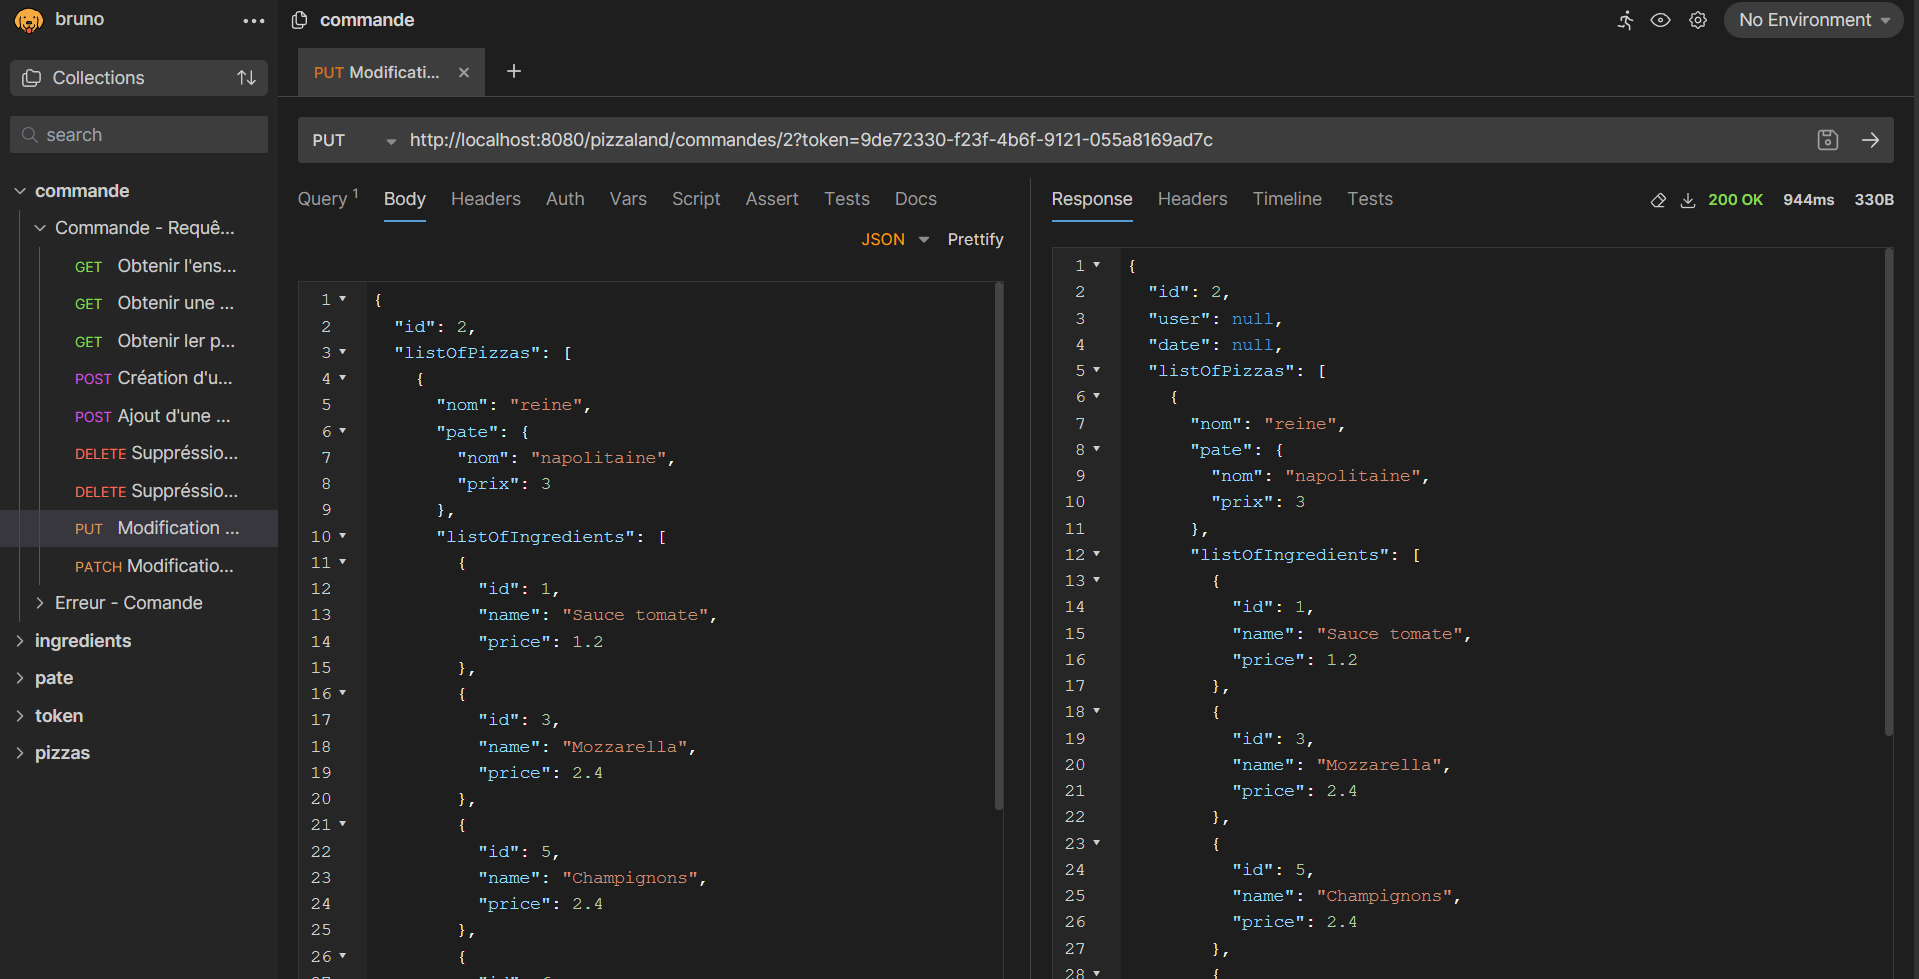 bruno
commande
No Environment
Collections
PUT Modificati...
search
PUT
http://localhost:8080/pizzaland/commandes/2?token=9de72330-f23f-4b6f-9121-055a8169ad7c
commande
Commande - Requê...
GET Obtenir l'ens...
GET Obtenir une ...
GET Obtenir ler p...
POST Création d'u...
POST Ajout d'une ...
DELETE Suppréssio...
DELETE Suppréssio...
PUT Modification ...
PATCH Modificatio...
Erreur - Comande
ingredients
pate
token
pizzas
Query 1 Body Headers Auth Vars Script Assert Tests Docs
JSON Prettify
1 {
2 "id": 2,
3 "listOfPizzas": [
4 {
5 "nom": "reine",
6 "pate": {
7 "nom": "napolitaine",
8 "prix": 3
9 },
10 "listOfIngredients": [
11 {
12 "id": 1,
13 "name": "Sauce tomate",
14 "price": 1.2
15 },
16 {
17 "id": 3,
18 "name": "Mozzarella",
19 "price": 2.4
20 },
21 {
22 "id": 5,
23 "name": "Champignons",
24 "price": 2.4
25 },
26 {
Response Headers Timeline Tests
200 OK 944ms 330B
1 {
2 "id": 2,
3 "user": null,
4 "date": null,
5 "listOfPizzas": [
6 {
7 "nom": "reine",
8 "pate": {
9 "nom": "napolitaine",
10 "prix": 3
11 },
12 "listOfIngredients": [
13 {
14 "id": 1,
15 "name": "Sauce tomate",
16 "price": 1.2
17 },
18 {
19 "id": 3,
20 "name": "Mozzarella",
21 "price": 2.4
22 },
23 {
24 "id": 5,
25 "name": "Champignons",
26 "price": 2.4
27 },
28 {